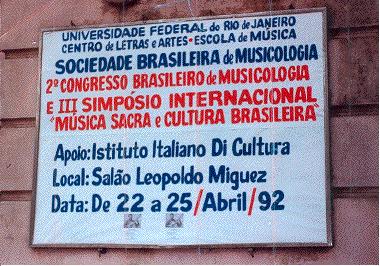 UNIVERSIDADE FEDERAL do RIO de JANEIRO
CENTRO de LETRAS e ARTES • ESCOLA de MÚSICA
SOCIEDADE BRASILEIRA de MUSICOLOGIA
2º CONGRESSO BRASILEIRO de MUSICOLOGIA
E III SIMPÓSIO INTERNACIONAL
"MÚSICA SACRA e CULTURA BRASILEIRA"
Apoio: Istituto Italiano Di Cultura
Local: Salão Leopoldo Miguez
Data: De 22 a 25/Abril/92